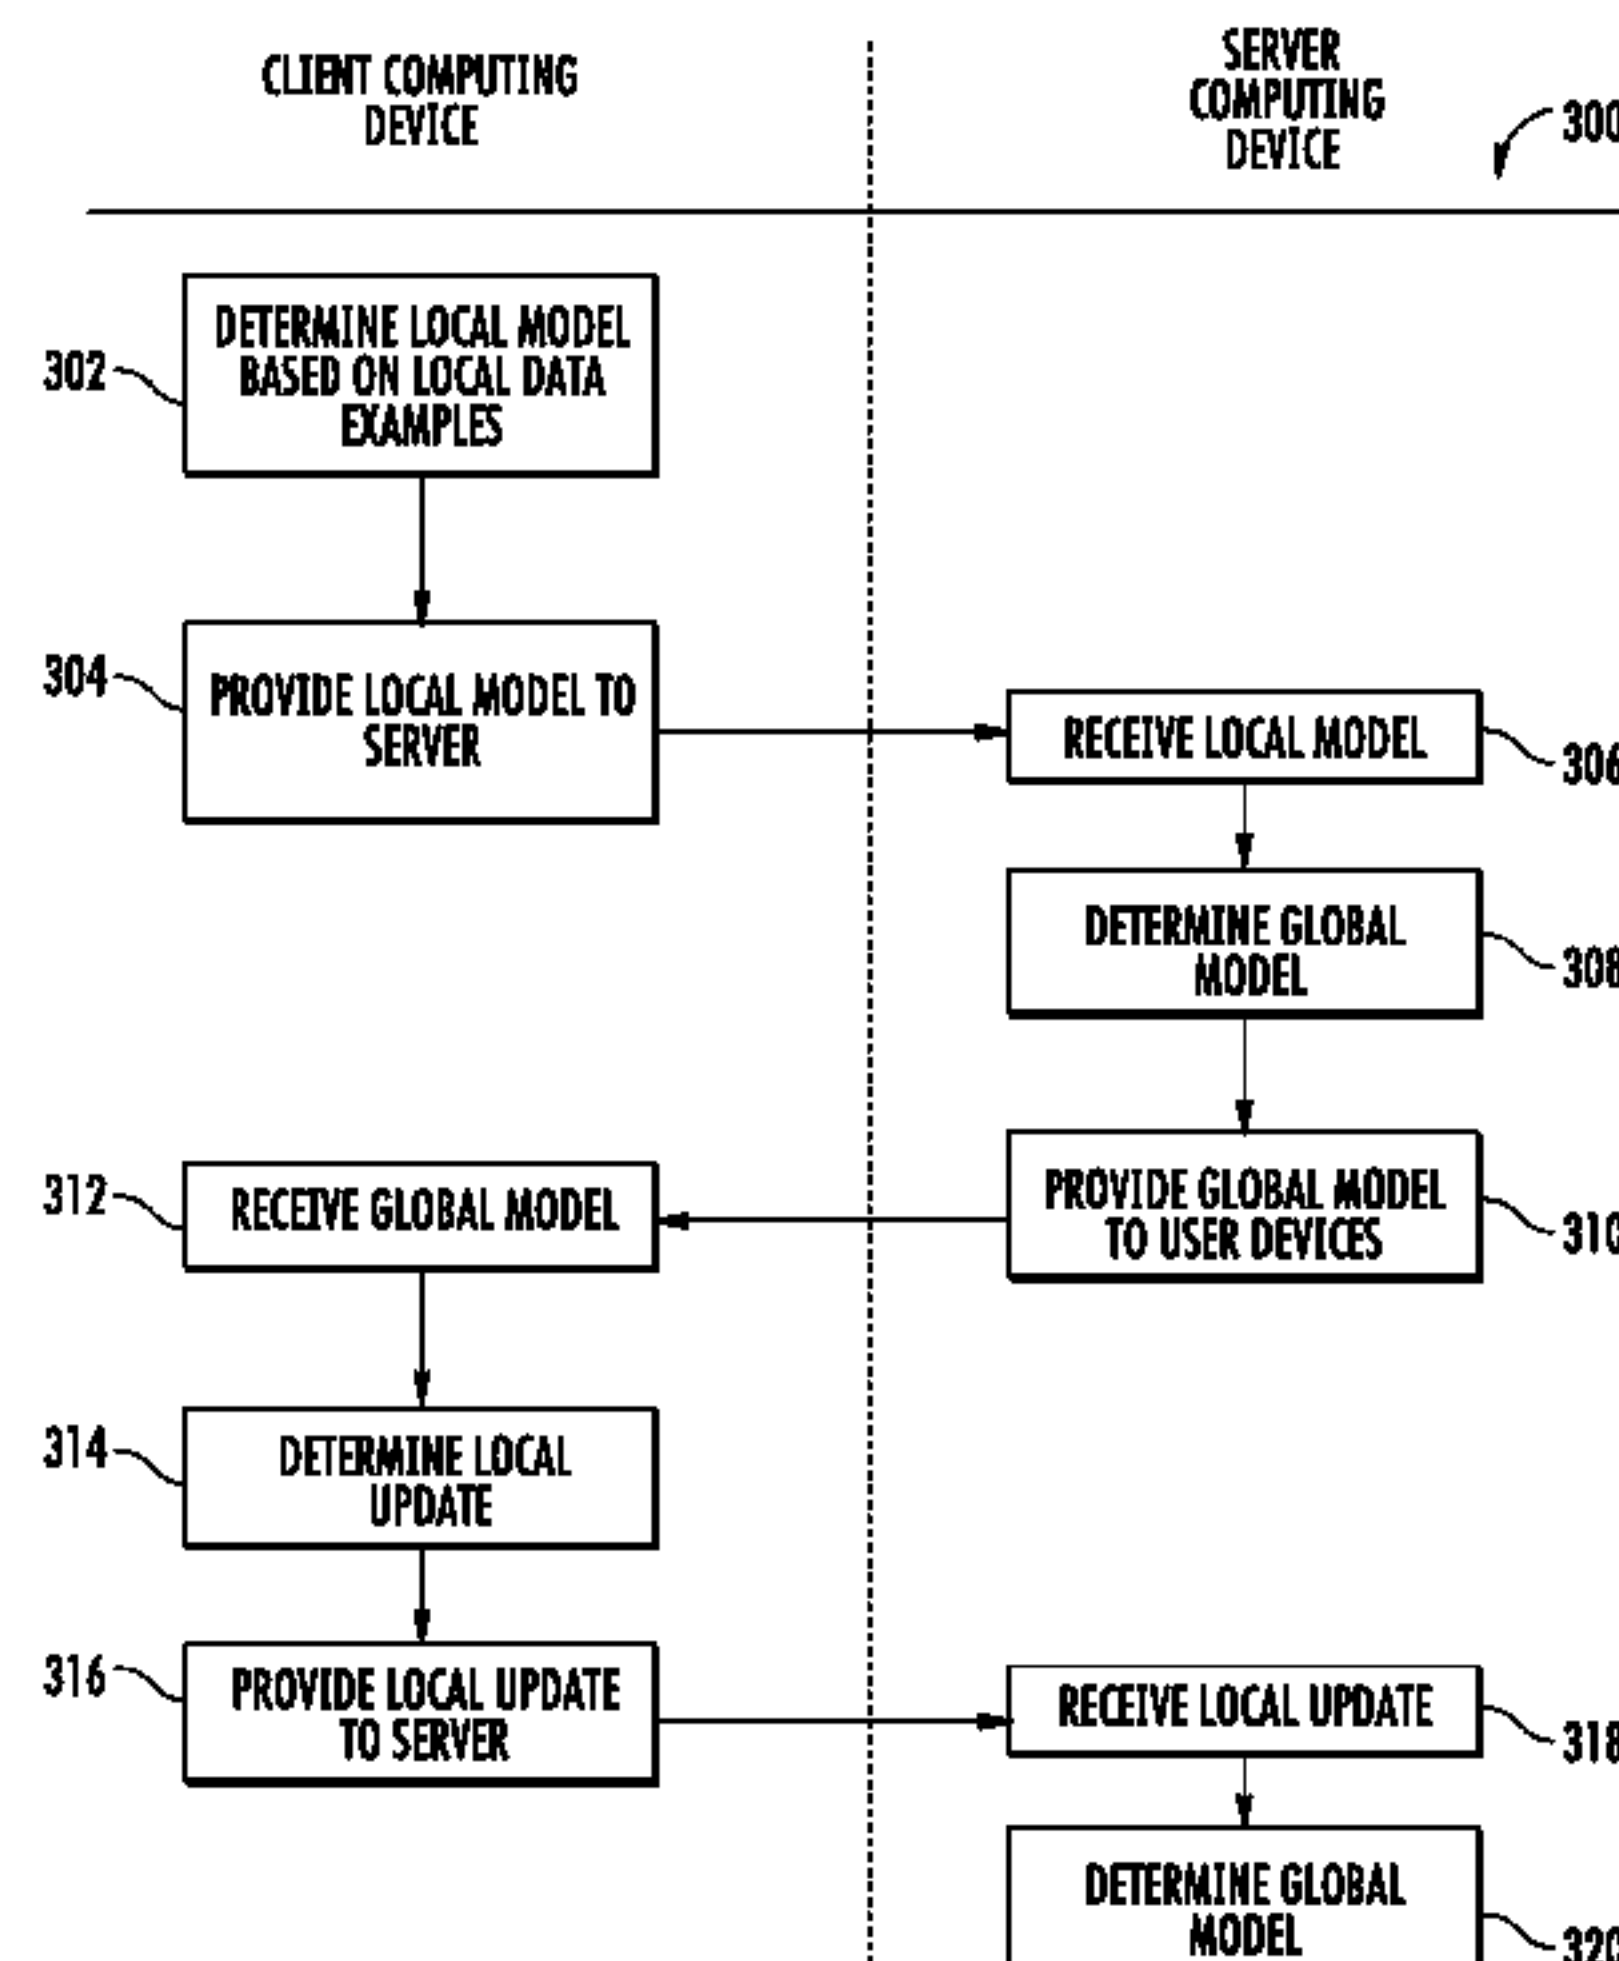 CLIENT COMPUTING
DEVICE
SERVER
COMPUTING
DEVICE
300
302
DETERMINE LOCAL MODEL
BASED ON LOCAL DATA
EXAMPLES
304
PROVIDE LOCAL MODEL TO
SERVER
RECEIVE LOCAL MODEL
306
DETERMINE GLOBAL
MODEL
308
PROVIDE GLOBAL MODEL
TO USER DEVICES
310
312
RECEIVE GLOBAL MODEL
314
DETERMINE LOCAL
UPDATE
316
PROVIDE LOCAL UPDATE
TO SERVER
RECEIVE LOCAL UPDATE
318
DETERMINE GLOBAL
MODEL
320